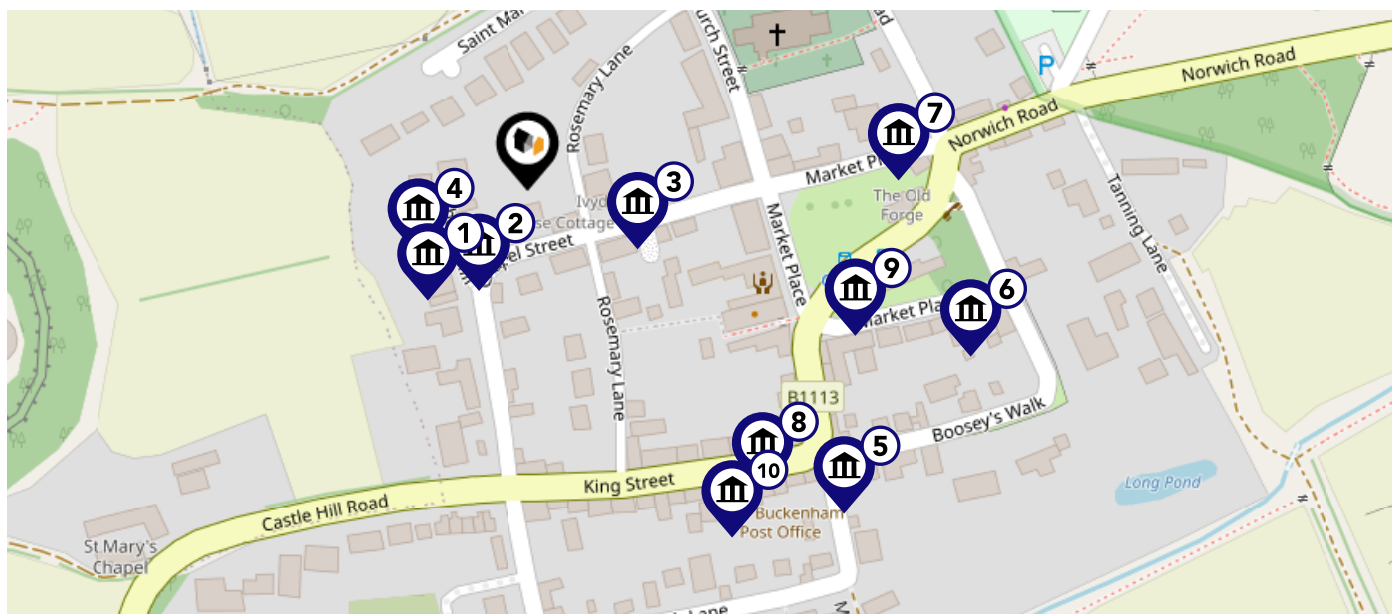 Saint Ma
urch Street
ad
P
Norwich Road
Rosemary Lane
Norwich Road
7
Market Pl
4
3
The Old
Forge
Tanning Lane
Ivyd
se Cottage
1
2
pel Street
Market Place
9
6
Market Pla
Rosemary Lane
B1113
8
5
Boosey's Walk
10
King Street
Castle Hill Road
Long Pond
Buckenham
Post Office
St Mary's
Chapel
Lane
M